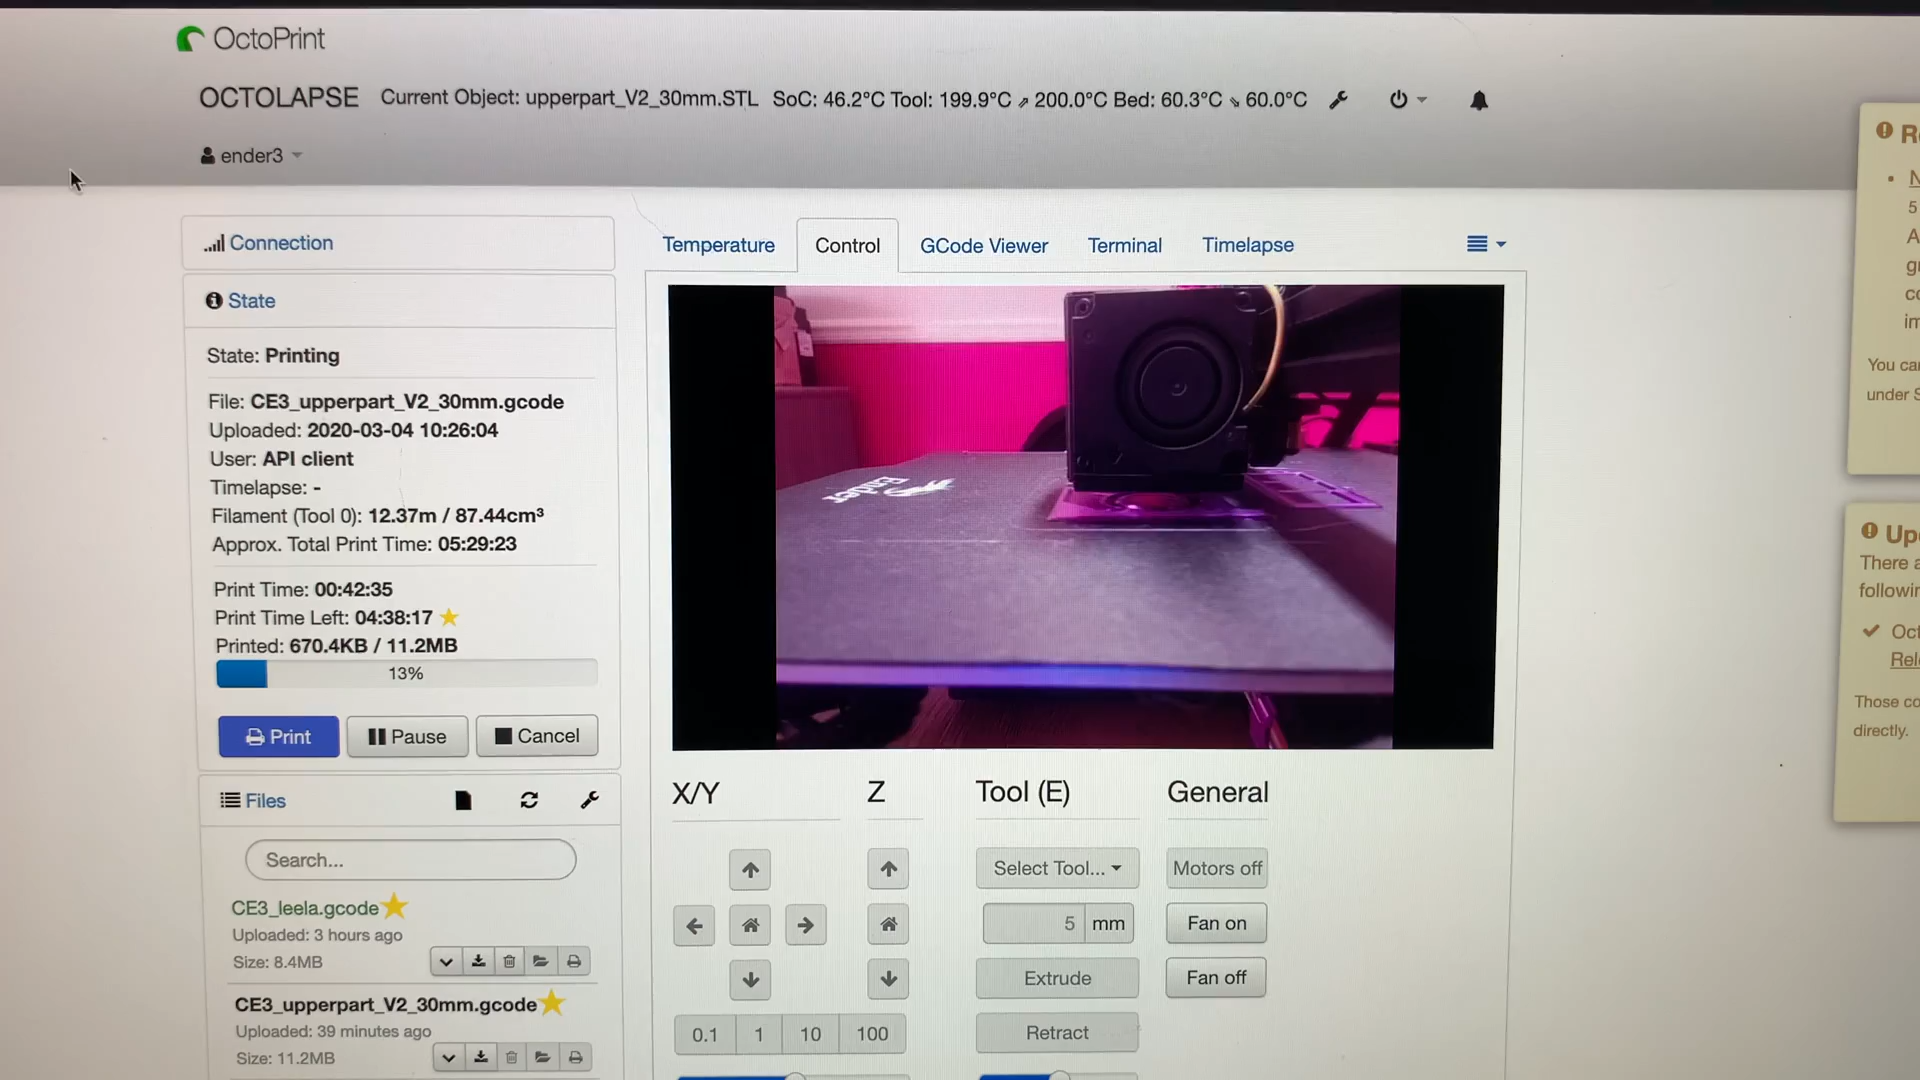 OctoPrint
OCTOLAPSE Current Object: upperpart_V2_30mm.STL SoC: 46.2°C Tool: 199.9°C ⇗ 200.0°C Bed: 60.3°C ⇘ 60.0°C
ender3
Connection
State
State: Printing
File: CE3_upperpart_V2_30mm.gcode
Uploaded: 2020-03-04 10:26:04
User: API client
Timelapse: -
Filament (Tool 0): 12.37m / 87.44cm³
Approx. Total Print Time: 05:29:23
Print Time: 00:42:35
Print Time Left: 04:38:17
Printed: 670.4KB / 11.2MB
13%
Print Pause Cancel
Files
Search...
CE3_leela.gcode
Uploaded: 3 hours ago
Size: 8.4MB
CE3_upperpart_V2_30mm.gcode
Uploaded: 39 minutes ago
Size: 11.2MB
Temperature Control GCode Viewer Terminal Timelapse
Ender
X/Y Z Tool (E) General
Select Tool... Motors off
5 mm Fan on
Extrude Fan off
0.1 1 10 100 Retract
5
You
under
There
following
Those
directly.